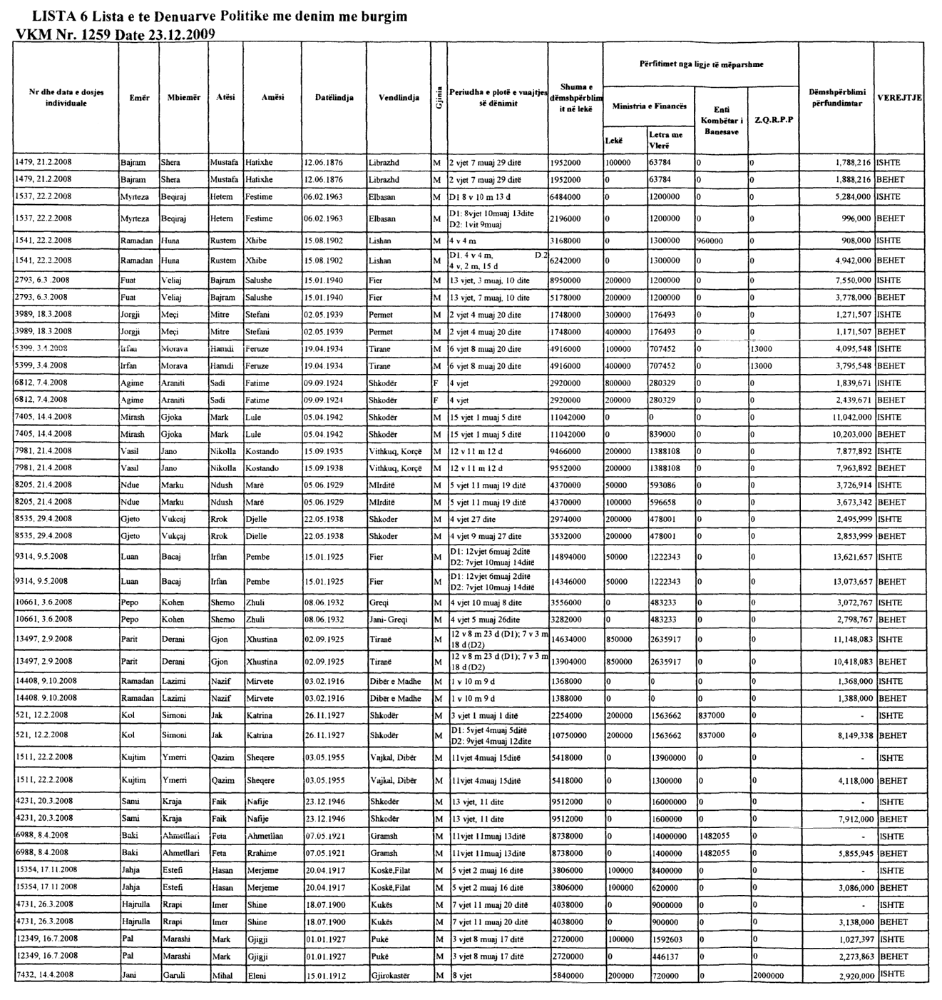 LISTA 6 Lista e te Denuarve Politike me denim me burgim
VKM Nr. 1259 Date 23.12.2009
Nr dhe data e dosjes individuale Emër Mbiemër Atësi Amësi Datëlindja Vendlindja Gjinia Periudha e plotë e vuajtjes së dënimit Shuma e dëmshpërblim it në lekë Përfitimet nga ligje të mëparshme Dëmshpërblimi përfundimtar VEREJTJE
Ministria e Financës Enti Kombëtar i Banesave Z.Q.R.P.P
Lekë Letra me Vlerë
1479, 21.2.2008 Bajram Shera Mustafa Hatixhe 12.06.1876 Librazhd M 2 vjet 7 muaj 29 ditë 1952000 100000 63784 0 0 1,788,216 ISHTE
1479, 21.2.2008 Bajram Shera Mustafa Hatixhe 12.06.1876 Librazhd M 2 vjet 7 muaj 29 ditë 1952000 0 63784 0 0 1,888,216 BEHET
1537, 22.2.2008 Myrteza Beqiraj Hetem Festime 06.02.1963 Elbasan M D1 8 v 10 m 13 d 6484000 0 1200000 0 0 5,284,000 ISHTE
1537, 22.2.2008 Myrteza Beqiraj Hetem Festime 06.02.1963 Elbasan M D1: 8vjet 10muaj 13dite D2: 1vit 9muaj 2196000 0 1200000 0 0 996,000 BEHET
1541, 22.2.2008 Ramadan Huna Rustem Xhibe 15.08.1902 Lishan M 4 v 4 m 3168000 0 1300000 960000 0 908,000 ISHTE
1541, 22.2.2008 Ramadan Huna Rustem Xhibe 15.08.1902 Lishan M D1. 4 v 4 m, D.2 4 v, 2 m, 15 d 6242000 0 1300000 0 0 4,942,000 BEHET
2793, 6.3 .2008 Fuat Veliaj Bajram Salushe 15.01.1940 Fier M 13 vjet, 3 muaj, 10 dite 8950000 200000 1200000 0 0 7,550,000 ISHTE
2793, 6.3.2008 Fuat Veliaj Bajram Salushe 15.01.1940 Fier M 13 vjet, 7 muaj, 10 dite 5178000 200000 1200000 0 0 3,778,000 BEHET
3989, 18.3.2008 Jorgji Meçi Mitre Stefani 02.05.1939 Permet M 2 vjet 4 muaj 20 dite 1748000 300000 176493 0 0 1,271,507 ISHTE
3989, 18.3.2008 Jorgji Meçi Mitre Stefani 02.05.1939 Permet M 2 vjet 4 muaj 20 dite 1748000 400000 176493 0 0 1,171,507 BEHET
5399, 3.4.2008 Irfan Morava Hamdi Feruze 19.04.1934 Tirane M 6 vjet 8 muaj 20 dite 4916000 100000 707452 0 13000 4,095,548 ISHTE
5399, 3.4.2008 Irfan Morava Hamdi Feruze 19.04.1934 Tirane M 6 vjet 8 muaj 20 dite 4916000 400000 707452 0 13000 3,795,548 BEHET
6812, 7.4.2008 Agime Araniti Sadi Fatime 09.09.1924 Shkodër F 4 vjet 2920000 800000 280329 0 0 1,839,671 ISHTE
6812, 7.4.2008 Agime Araniti Sadi Fatime 09.09.1924 Shkodër F 4 vjet 2920000 200000 280329 0 0 2,439,671 BEHET
7405, 14.4.2008 Mirash Gjoka Mark Lule 05.04.1942 Shkodër M 15 vjet 1 muaj 5 ditë 11042000 0 0 0 0 11,042,000 ISHTE
7405, 14.4.2008 Mirash Gjoka Mark Lule 05.04.1942 Shkodër M 15 vjet 1 muaj 5 ditë 11042000 0 839000 0 0 10,203,000 BEHET
7981, 21.4.2008 Vasil Jano Nikolla Kostando 15.09.1935 Vithkuq, Korçë M 12 v 11 m 12 d 9466000 200000 1388108 0 0 7,877,892 ISHTE
7981, 21.4.2008 Vasil Jano Nikolla Kostando 15.09.1938 Vithkuq, Korçë M 12 v 11 m 12 d 9552000 200000 1388108 0 0 7,963,892 BEHET
8205, 21.4.2008 Ndue Marku Ndush Marë 05.06.1929 MIrditë M 5 vjet 11 muaj 19 ditë 4370000 50000 593086 0 0 3,726,914 ISHTE
8205, 21.4.2008 Ndue Marku Ndush Marë 05.06.1929 MIrditë M 5 vjet 11 muaj 19 ditë 4370000 100000 596658 0 0 3,673,342 BEHET
8535, 29.4.2008 Gjeto Vukcaj Rrok Djelle 22.05.1938 Shkoder M 4 vjet 27 dite 2974000 200000 478001 0 0 2,495,999 ISHTE
8535, 29.4.2008 Gjeto Vukçaj Rrok Djelle 22.05.1938 Shkoder M 4 vjet 9 muaj 27 dite 3532000 200000 478001 0 0 2,853,999 BEHET
9314, 9.5.2008 Luan Bacaj Irfan Pembe 15.01.1925 Fier M D1: 12vjet 6muaj 2ditë D2: 7vjet 10muaj 14ditë 14894000 50000 1222343 0 0 13,621,657 ISHTE
9314, 9.5.2008 Luan Bacaj Irfan Pembe 15.01.1925 Fier M D1: 12vjet 6muaj 2ditë D2: 7vjet 10muaj 14ditë 14346000 50000 1222343 0 0 13,073,657 BEHET
10661, 3.6.2008 Pepo Kohen Shemo Zhuli 08.06.1932 Greqi M 4 vjet 10 muaj 8 dite 3556000 0 483233 0 0 3,072,767 ISHTE
10661, 3.6.2008 Pepo Kohen Shemo Zhuli 08.06.1932 Jani- Greqi M 4 vjet 5 muaj 26dite 3282000 0 483233 0 0 2,798,767 BEHET
13497, 2.9.2008 Parit Derani Gjon Xhustina 02.09.1925 Tiranë M 12 v 8 m 23 d (D1); 7 v 3 m 18 d (D2) 14634000 850000 2635917 0 0 11,148,083 ISHTE
13497, 2.9 2008 Parit Derani Gjon Xhustina 02.09.1925 Tiranë M 12 v 8 m 23 d (D1); 7 v 3 m 18 d (D2) 13904000 850000 2635917 0 0 10,418,083 BEHET
14408, 9.10.2008 Ramadan Lazimi Nazif Mirvete 03.02.1916 Dibër e Madhe M 1 v 10 m 9 d 1368000 0 0 0 0 1,368,000 ISHTE
14408. 9.10.2008 Ramadan Lazimi Nazif Mirvete 03.02.1916 Dibër e Madhe M 1 v 10 m 9 d 1388000 0 0 0 0 1,388,000 BEHET
521, 12.2.2008 Kol Simoni Jak Katrina 26.11.1927 Shkodër M 3 vjet 1 muaj 1 ditë 2254000 200000 1563662 837000 0 - ISHTE
521, 12.2.2008 Kol Simoni Jak Katrina 26.11.1927 Shkodër M D1: 5vjet 4muaj 5ditë D2: 9vjet 4muaj 12dite 10750000 200000 1563662 837000 0 8,149,338 BEHET
1511, 22.2.2008 Kujtim Ymerri Qazim Sheqere 03.05.1955 Vajkal, Dibër M 11vjet 4muaj 15ditë 5418000 0 13900000 0 0 - ISHTE
1511, 22.2.2008 Kujtim Ymerri Qazim Sheqere 03.05.1955 Vajkal, Dibër M 11vjet 4muaj 15ditë 5418000 0 1300000 0 0 4,118,000 BEHET
4231, 20.3.2008 Sami Kraja Faik Nafije 23.12.1946 Shkodër M 13 vjet, 11 dite 9512000 0 16000000 0 0 - ISHTE
4231, 20.3.2008 Sami Kraja Faik Nafije 23.12.1946 Shkodër M 13 vjet, 11 dite 9512000 0 1600000 0 0 7,912,000 BEHET
6988, 8.4.2008 Baki Ahmetllari Feta Ahmetlian 07.05.1921 Gramsh M 11vjet 11muaj 13ditë 8738000 0 14000000 1482055 0 - ISHTE
6988, 8.4.2008 Baki Ahmetllari Feta Rrahime 07.05.1921 Gramsh M 11vjet 11muaj 13ditë 8738000 0 1400000 1482055 0 5,855,945 BEHET
15354, 17.11.2008 Jahja Estefi Hasan Merjeme 20.04.1917 Koskë,Filat M 5 vjet 2 muaj 16 ditë 3806000 100000 8400000 0 0 - ISHTE
15354, 17 11 2008 Jahja Estefi Hasan Merjeme 20.04.1917 Koskë,Filat M 5 vjet 2 muaj 16 ditë 3806000 100000 620000 0 0 3,086,000 BEHET
4731, 26.3.2008 Hajrulla Rrapi Imer Shine 18.07.1900 Kukës M 7 vjet 11 muaj 20 ditë 4038000 0 9000000 0 0 - ISHTE
4731, 26.3.2008 Hajrulla Rrapi Imer Shine 18.07.1900 Kukës M 7 vjet 11 muaj 20 ditë 4038000 0 900000 0 0 3,138,000 BEHET
12349, 16.7.2008 Pal Marashi Mark Gjigji 01.01.1927 Pukë M 3 vjet 8 muaj 17 ditë 2720000 100000 1592603 0 0 1,027,397 ISHTE
12349, 16.7.2008 Pal Marashi Mark Gjigji 01.01.1927 Pukë M 3 vjet 8 muaj 17 ditë 2720000 0 446137 0 0 2,273,863 BEHET
7432, 14.4.2008 Jani Garuli Mihal Eleni 15.01.1912 Gjirokastër M 8 vjet 5840000 200000 720000 0 2000000 2,920,000 ISHTE